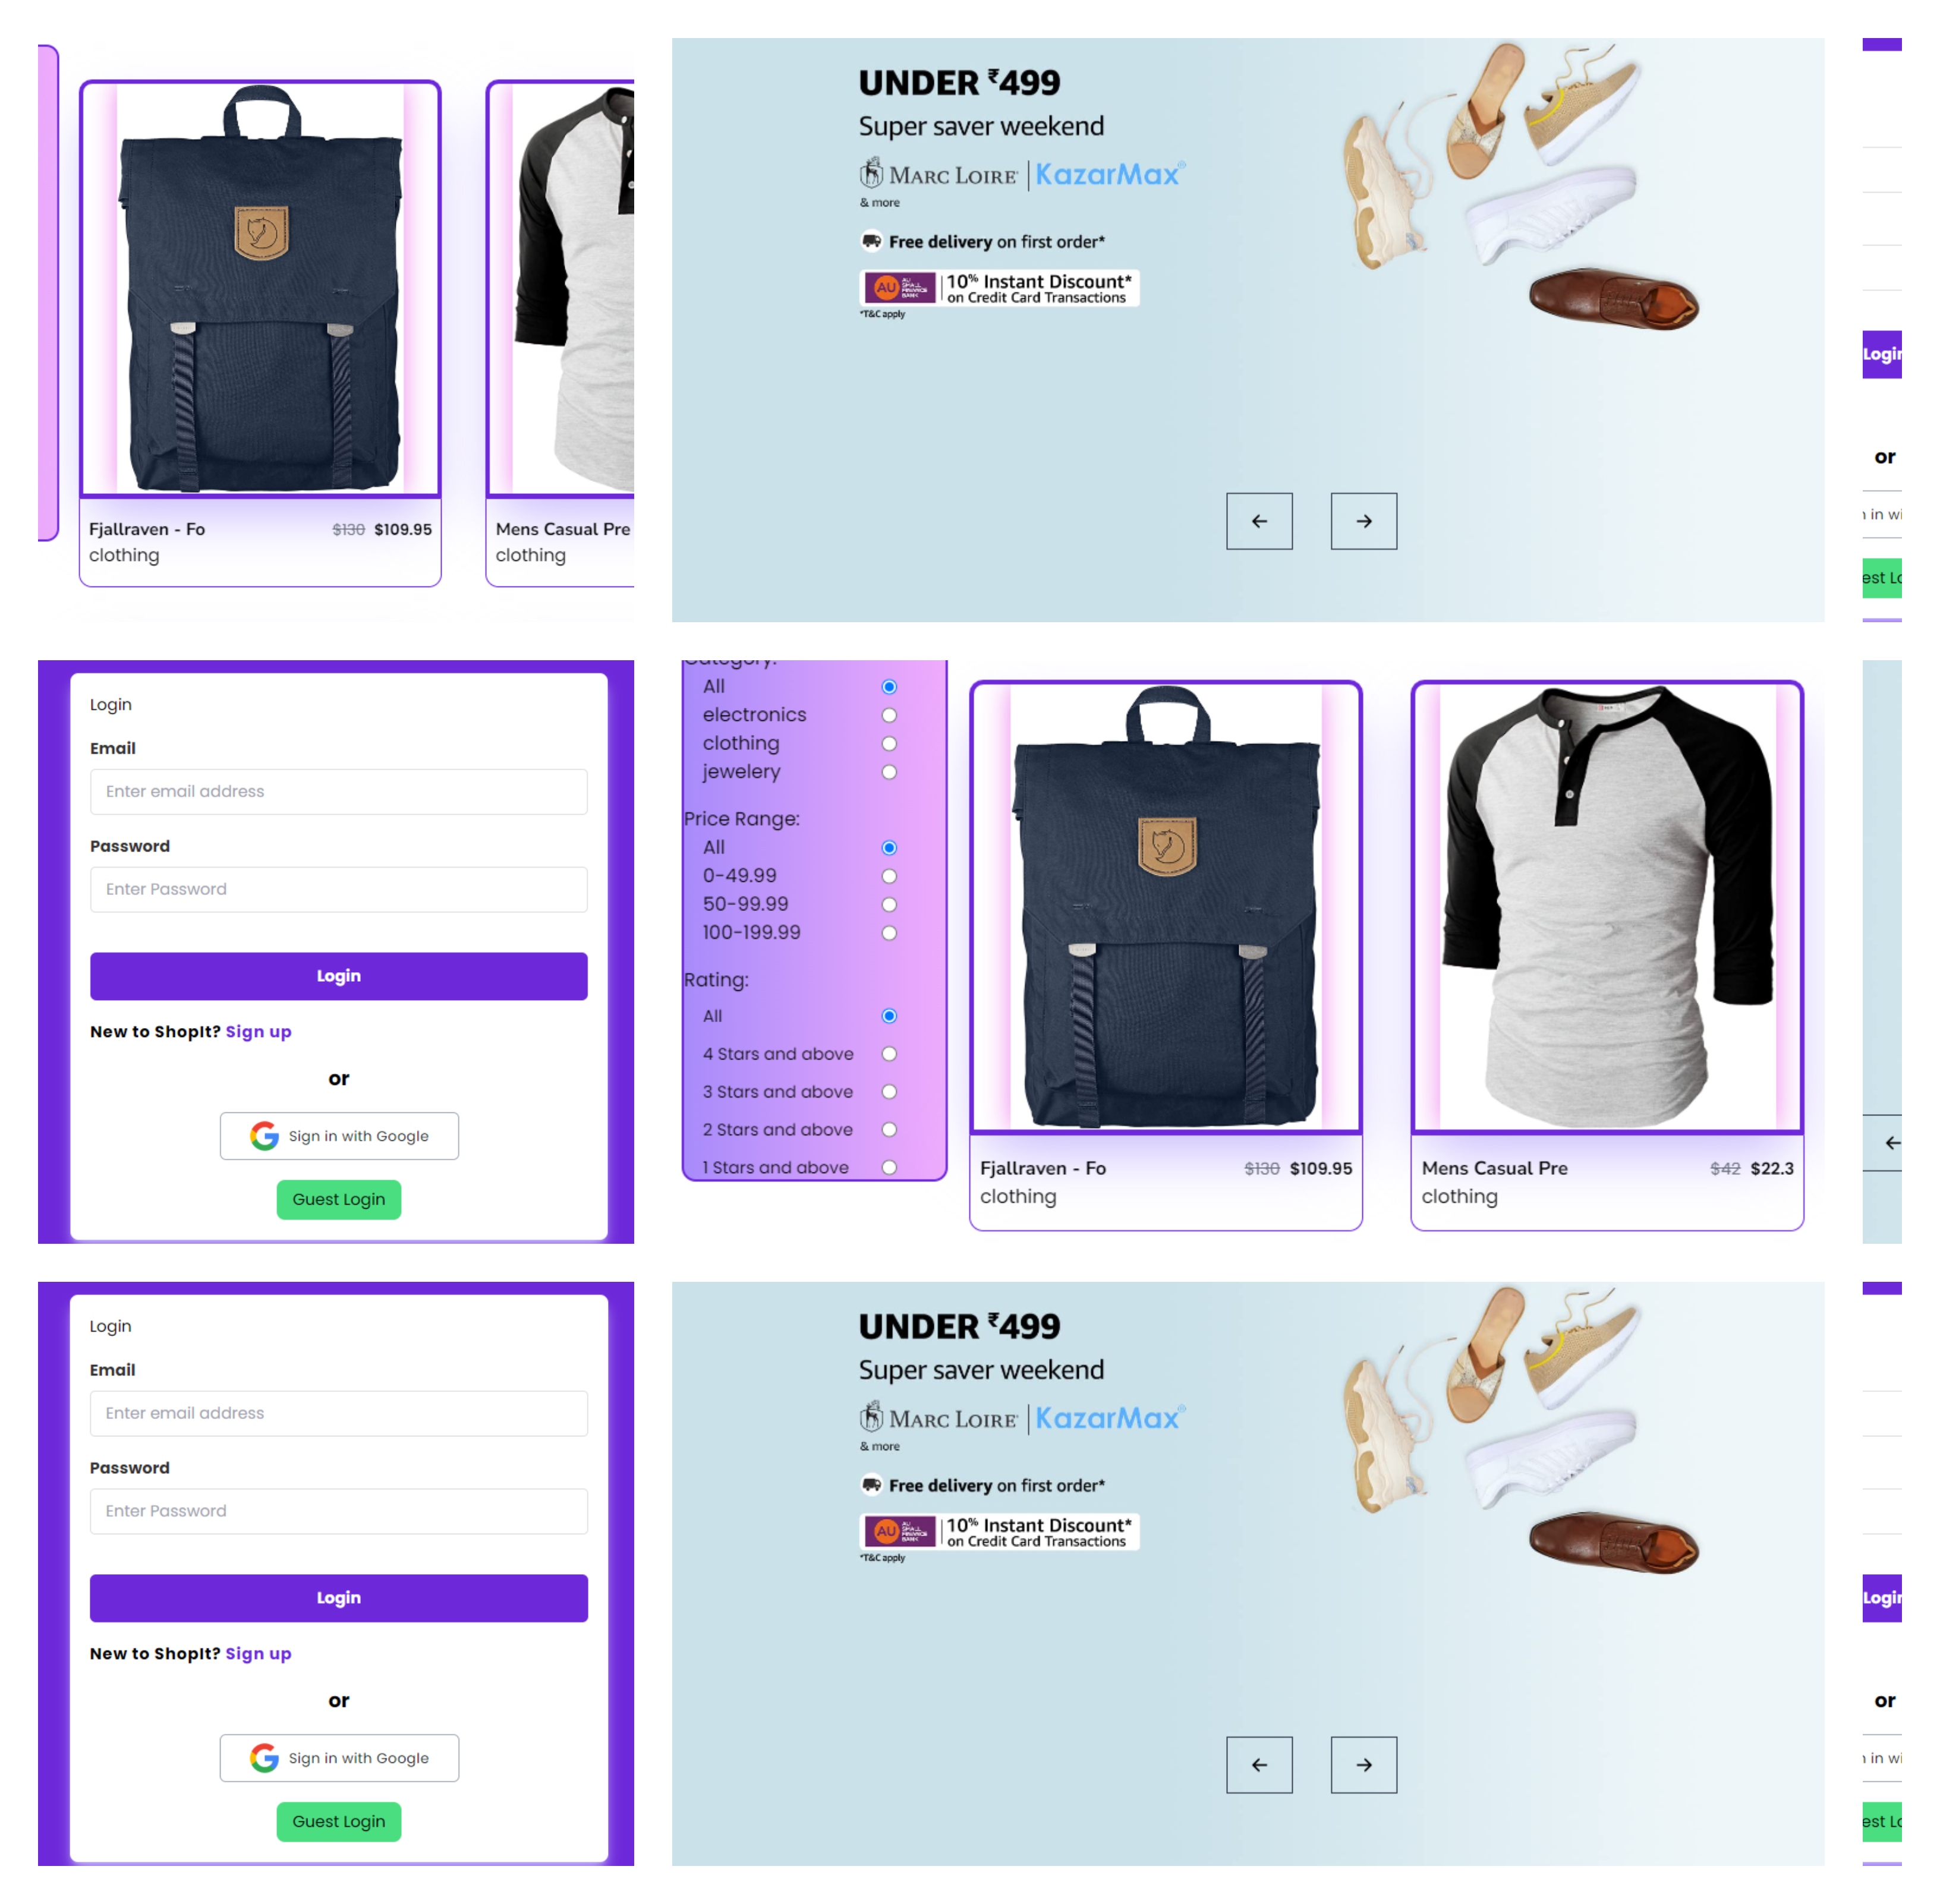 Fjallraven - Fo $130 $109.95
clothing
Mens Casual Pre
clothing
UNDER ₹499
Super saver weekend
MARC LOIRE | KazarMax
& more
Free delivery on first order*
AU SMALL FINANCE BANK
10% Instant Discount*
on Credit Card Transactions
*T&C apply
Login
or
n in wi
est Lo
Login
Email
Enter email address
Password
Enter Password
Login
New to ShopIt? Sign up
or
Sign in with Google
Guest Login
Category:
All
electronics
clothing
jewelery
Price Range:
All
0-49.99
50-99.99
100-199.99
Rating:
All
4 Stars and above
3 Stars and above
2 Stars and above
1 Stars and above
Fjallraven - Fo $130 $109.95
clothing
Mens Casual Pre $42 $22.3
clothing
Login
Email
Enter email address
Password
Enter Password
Login
New to ShopIt? Sign up
or
Sign in with Google
Guest Login
UNDER ₹499
Super saver weekend
MARC LOIRE | KazarMax
& more
Free delivery on first order*
AU SMALL FINANCE BANK
10% Instant Discount*
on Credit Card Transactions
*T&C apply
Login
or
n in wi
est Lo